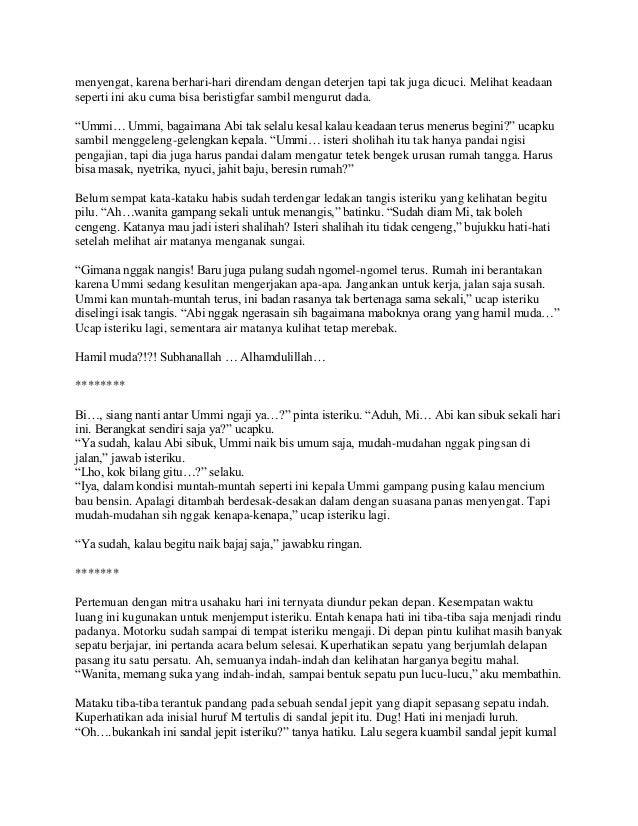 menyengat, karena berhari-hari direndam dengan deterjen tapi tak juga dicuci. Melihat keadaan
seperti ini aku cuma bisa beristigfar sambil mengurut dada.
“Ummi… Ummi, bagaimana Abi tak selalu kesal kalau keadaan terus menerus begini?” ucapku
sambil menggeleng-gelengkan kepala. “Ummi… isteri sholihah itu tak hanya pandai ngisi
pengajian, tapi dia juga harus pandai dalam mengatur tetek bengek urusan rumah tangga. Harus
bisa masak, nyetrika, nyuci, jahit baju, beresin rumah?”
Belum sempat kata-kataku habis sudah terdengar ledakan tangis isteriku yang kelihatan begitu
pilu. “Ah…wanita gampang sekali untuk menangis,” batinku. “Sudah diam Mi, tak boleh
cengeng. Katanya mau jadi isteri shalihah? Isteri shalihah itu tidak cengeng,” bujukku hati-hati
setelah melihat air matanya menganak sungai.
“Gimana nggak nangis! Baru juga pulang sudah ngomel-ngomel terus. Rumah ini berantakan
karena Ummi sedang kesulitan mengerjakan apa-apa. Jangankan untuk kerja, jalan saja susah.
Ummi kan muntah-muntah terus, ini badan rasanya tak bertenaga sama sekali,” ucap isteriku
diselingi isak tangis. “Abi nggak ngerasain sih bagaimana maboknya orang yang hamil muda…”
Ucap isteriku lagi, sementara air matanya kulihat tetap merebak.
Hamil muda?!?! Subhanallah … Alhamdulillah…
********
Bi…, siang nanti antar Ummi ngaji ya…?” pinta isteriku. “Aduh, Mi… Abi kan sibuk sekali hari
ini. Berangkat sendiri saja ya?” ucapku.
“Ya sudah, kalau Abi sibuk, Ummi naik bis umum saja, mudah-mudahan nggak pingsan di
jalan,” jawab isteriku.
“Lho, kok bilang gitu…?” selaku.
“Iya, dalam kondisi muntah-muntah seperti ini kepala Ummi gampang pusing kalau mencium
bau bensin. Apalagi ditambah berdesak-desakan dalam dengan suasana panas menyengat. Tapi
mudah-mudahan sih nggak kenapa-kenapa,” ucap isteriku lagi.
“Ya sudah, kalau begitu naik bajaj saja,” jawabku ringan.
*******
Pertemuan dengan mitra usahaku hari ini ternyata diundur pekan depan. Kesempatan waktu
luang ini kugunakan untuk menjemput isteriku. Entah kenapa hati ini tiba-tiba saja menjadi rindu
padanya. Motorku sudah sampai di tempat isteriku mengaji. Di depan pintu kulihat masih banyak
sepatu berjajar, ini pertanda acara belum selesai. Kuperhatikan sepatu yang berjumlah delapan
pasang itu satu persatu. Ah, semuanya indah-indah dan kelihatan harganya begitu mahal.
“Wanita, memang suka yang indah-indah, sampai bentuk sepatu pun lucu-lucu,” aku membathin.
Mataku tiba-tiba terantuk pandang pada sebuah sendal jepit yang diapit sepasang sepatu indah.
Kuperhatikan ada inisial huruf M tertulis di sandal jepit itu. Dug! Hati ini menjadi luruh.
“Oh….bukankah ini sandal jepit isteriku?” tanya hatiku. Lalu segera kuambil sandal jepit kumal